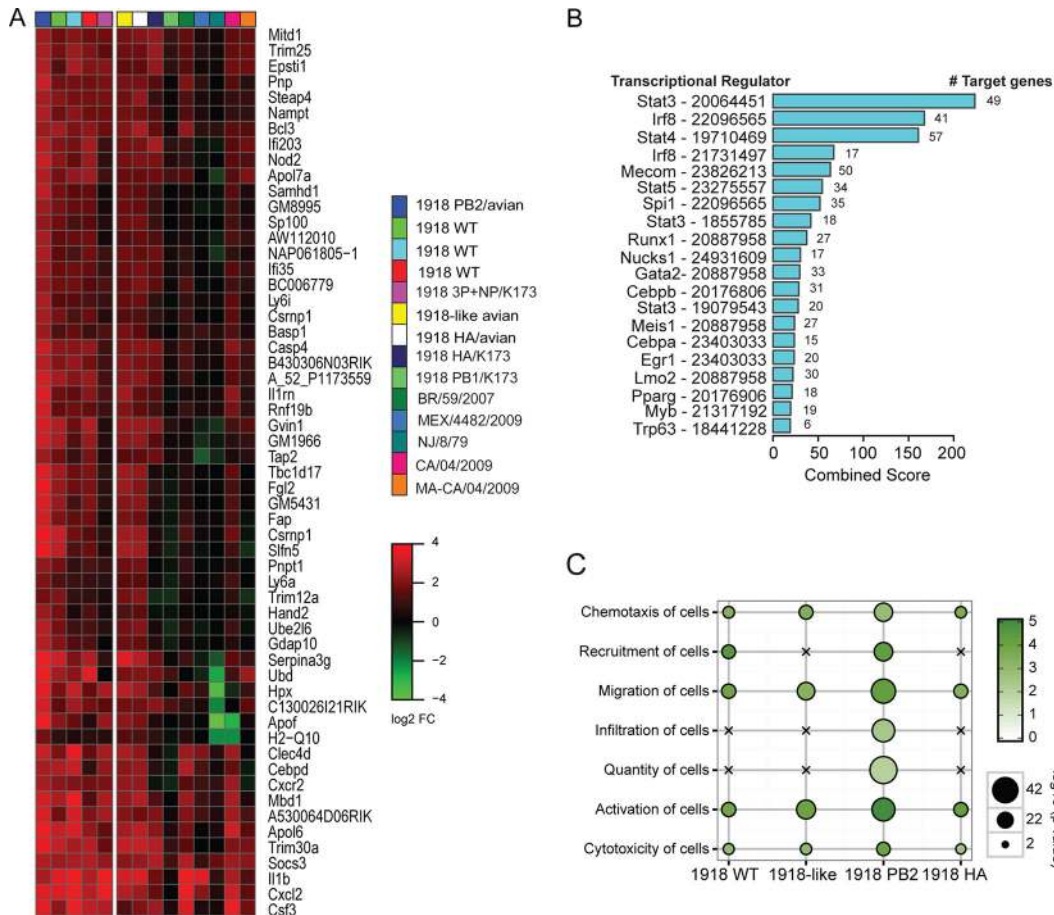 A
Mitd1
Trim25
Epsti1
Pnp
Steap4
Nampt
Bcl3
Ifi203
Nod2
Apol7a
Samhd1
GM8995
Sp100
AW112010
NAP061805-1
Ifi35
BC006779
Ly6i
Csrnp1
Basp1
Casp4
B430306N03RIK
A_52_P1173559
Il1rn
Rnf19b
Gvin1
GM1966
Tap2
Tbc1d17
Fgl2
GM5431
Fap
Csrnp1
Slfn5
Pnpt1
Ly6a
Trim12a
Hand2
Ube2l6
Gdap10
Serpina3g
Ubd
Hpx
C130026I21RIK
Apof
H2-Q10
Clec4d
Cebpd
Cxcr2
Mbd1
A530064D06RIK
Apol6
Trim30a
Socs3
Il1b
Cxcl2
Csf3
1918 PB2/avian
1918 WT
1918 WT
1918 WT
1918 3P+NP/K173
1918-like avian
1918 HA/avian
1918 HA/K173
1918 PB1/K173
BR/59/2007
MEX/4482/2009
NJ/8/79
CA/04/2009
MA-CA/04/2009
4
2
0
−2
−4
log2 FC
B
Transcriptional Regulator # Target genes
Stat3 - 20064451 49
Irf8 - 22096565 41
Stat4 - 19710469 57
Irf8 - 21731497 17
Mecom - 23826213 50
Stat5 - 23275557 34
Spi1 - 22096565 35
Stat3 - 1855785 18
Runx1 - 20887958 27
Nucks1 - 24931609 17
Gata2- 20887958 33
Cebpb - 20176806 31
Stat3 - 19079543 20
Meis1 - 20887958 27
Cebpa - 23403033 15
Egr1 - 23403033 20
Lmo2 - 20887958 30
Pparg - 20176906 18
Myb - 21317192 19
Trp63 - 18441228 6
0 50 100 150 200
Combined Score
C
Chemotaxis of cells
Recruitment of cells
Migration of cells
Infiltration of cells
Quantity of cells
Activation of cells
Cytotoxicity of cells
1918 WT 1918-like 1918 PB2 1918 HA
5
4
3
2
1
0
42
22
2